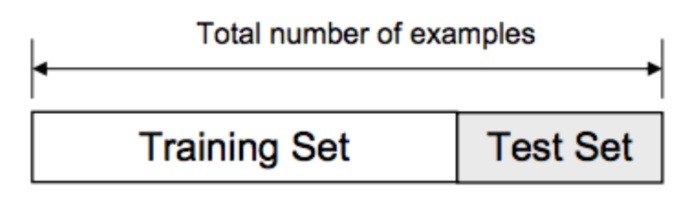 Total number of examples
Training Set
Test Set